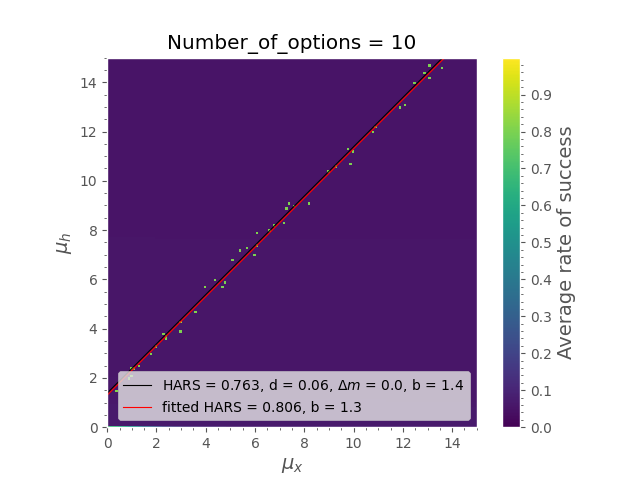 Number_of_options = 10
14
12
10
8
6
4
2
0
μh
0 2 4 6 8 10 12 14
μx
HARS = 0.763, d = 0.06, Δm = 0.0, b = 1.4
fitted HARS = 0.806, b = 1.3
0.9
0.8
0.7
0.6
0.5
0.4
0.3
0.2
0.1
0.0
Average rate of success